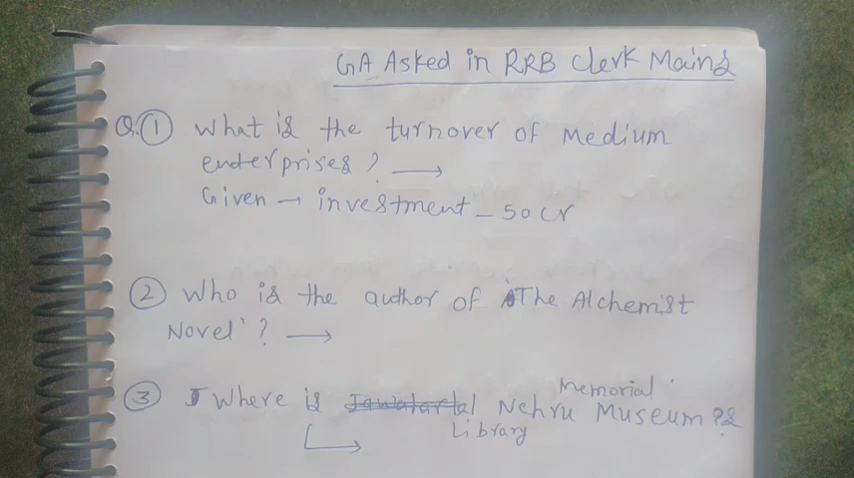 GA Asked in RRB Clerk Mains
Q.① What is the turnover of Medium
enterprises? →
Given → investment - 50 cr
② Who is the author of 'The Alchemist
Novel'? →
Memorial
③ Where is Nehru Museum ?
Library